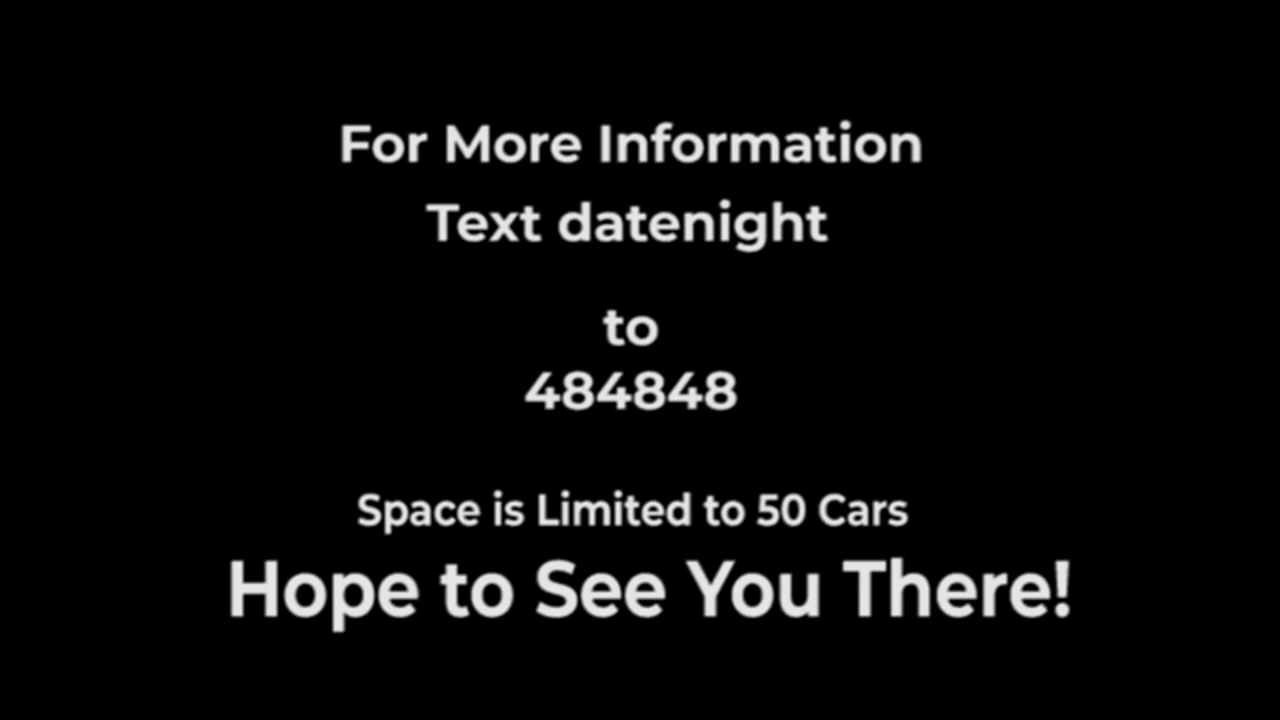 For More Information
Text datenight
to
484848
Space is Limited to 50 Cars
Hope to See You There!